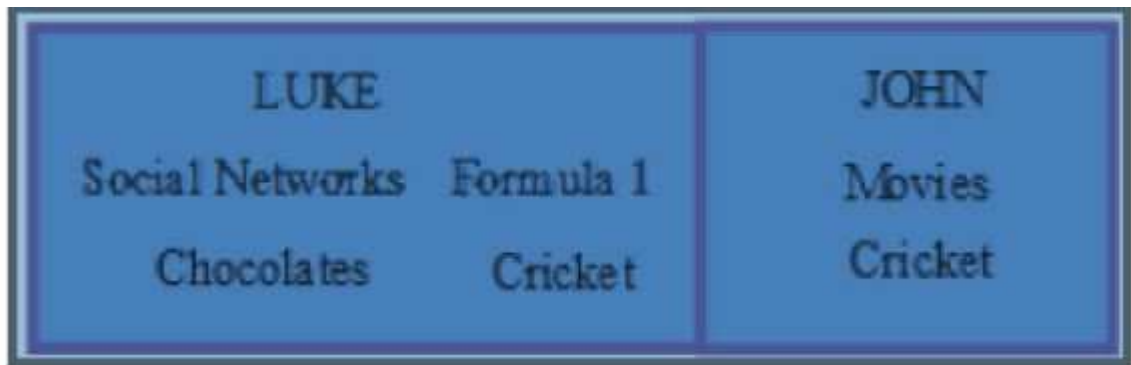 LUKE
Social Networks Formula 1
Chocolates Cricket
JOHN
Movies
Cricket